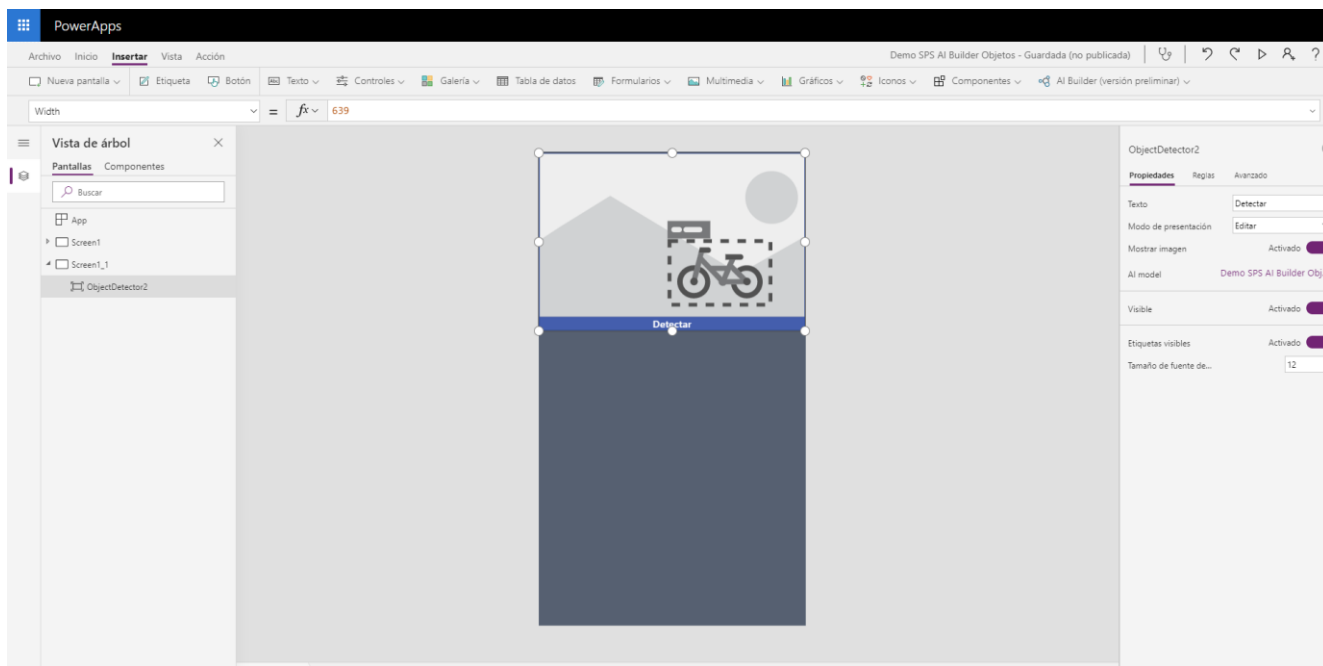 PowerApps
Archivo Inicio Insertar Vista Acción
Demo SPS AI Builder Objetos - Guardada (no publicada)
Nueva pantalla Etiqueta Botón Texto Controles Galería Tabla de datos Formularios Multimedia Gráficos Iconos Componentes AI Builder (versión preliminar)
Width = fx 639
Vista de árbol
Pantallas Componentes
Buscar
App
Screen1
Screen1_1
ObjectDetector2
Detectar
ObjectDetector2
Propiedades Reglas Avanzado
Texto Detectar
Modo de presentación Editar
Mostrar imagen Activado
AI model Demo SPS AI Builder Obj
Visible Activado
Etiquetas visibles Activado
Tamaño de fuente de... 12